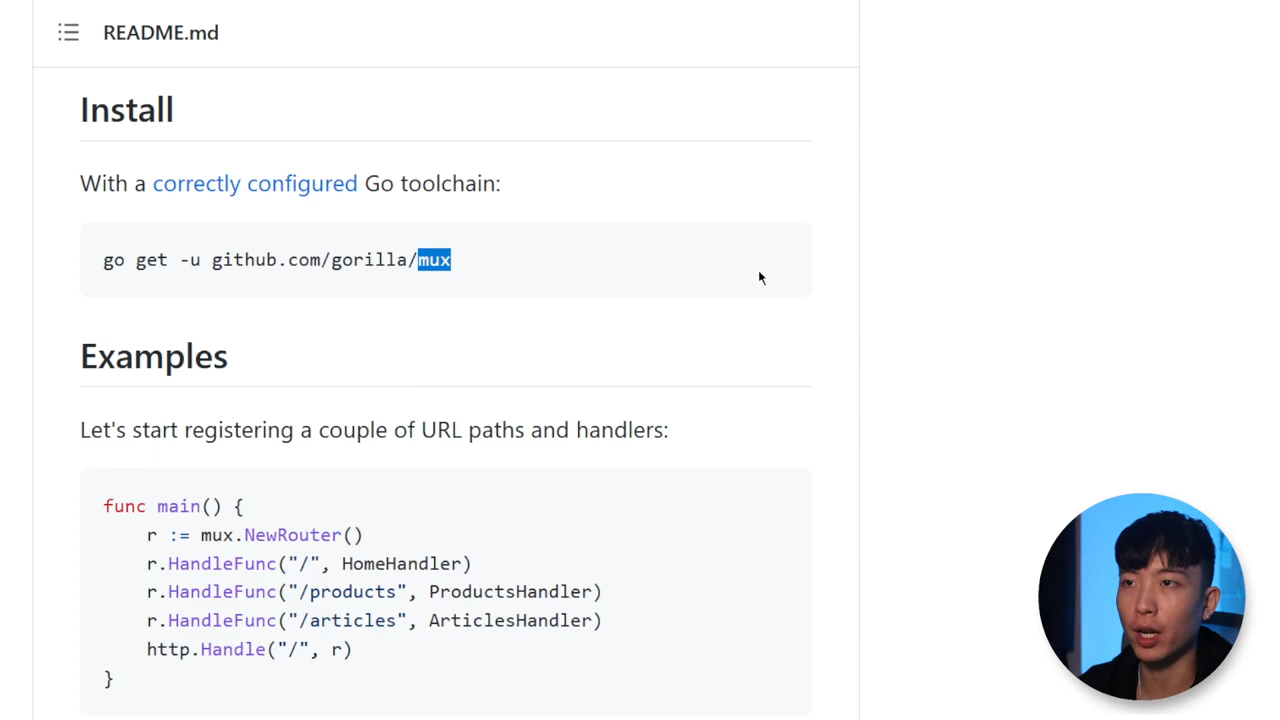 README.md
Install
With a correctly configured Go toolchain:
go get -u github.com/gorilla/mux
Examples
Let's start registering a couple of URL paths and handlers:
func main() {
    r := mux.NewRouter()
    r.HandleFunc("/", HomeHandler)
    r.HandleFunc("/products", ProductsHandler)
    r.HandleFunc("/articles", ArticlesHandler)
    http.Handle("/", r)
}